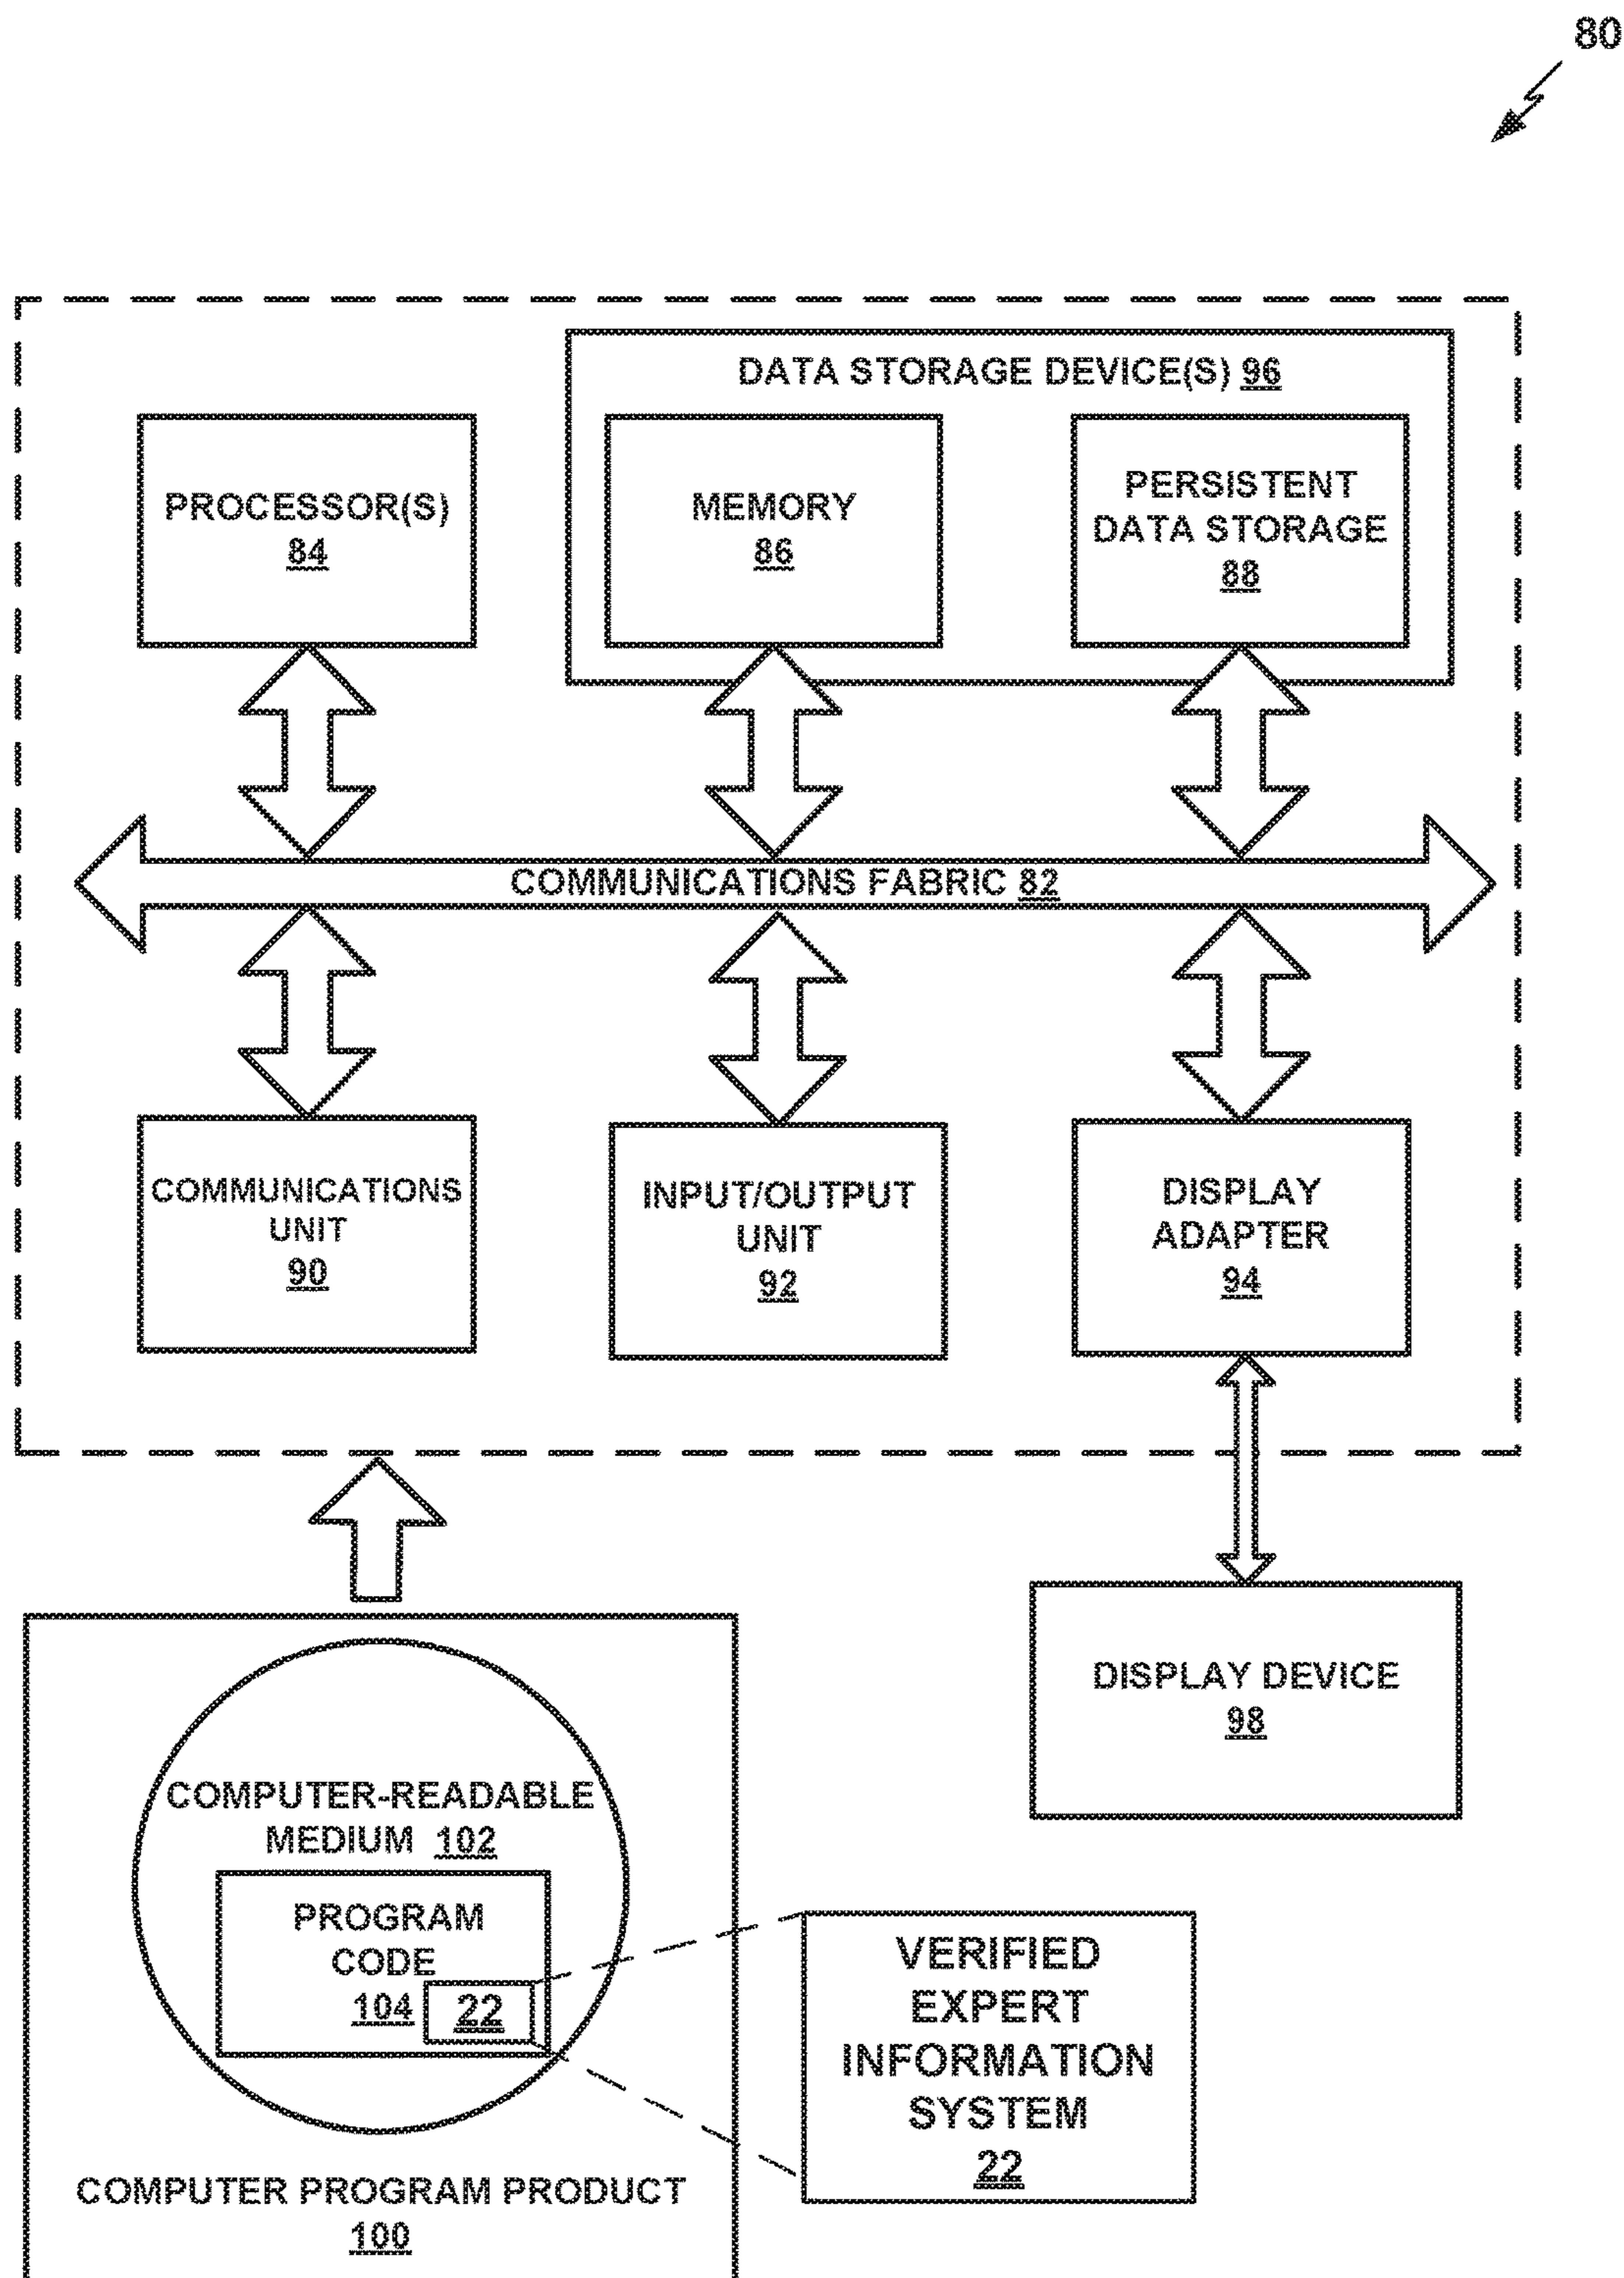 80
DATA STORAGE DEVICE(S) 96
PROCESSOR(S)
84
MEMORY
86
PERSISTENT
DATA STORAGE
88
COMMUNICATIONS FABRIC 82
COMMUNICATIONS
UNIT
90
INPUT/OUTPUT
UNIT
92
DISPLAY
ADAPTER
94
DISPLAY DEVICE
98
COMPUTER-READABLE
MEDIUM 102
PROGRAM
CODE
104
22
VERIFIED
EXPERT
INFORMATION
SYSTEM
22
COMPUTER PROGRAM PRODUCT
100